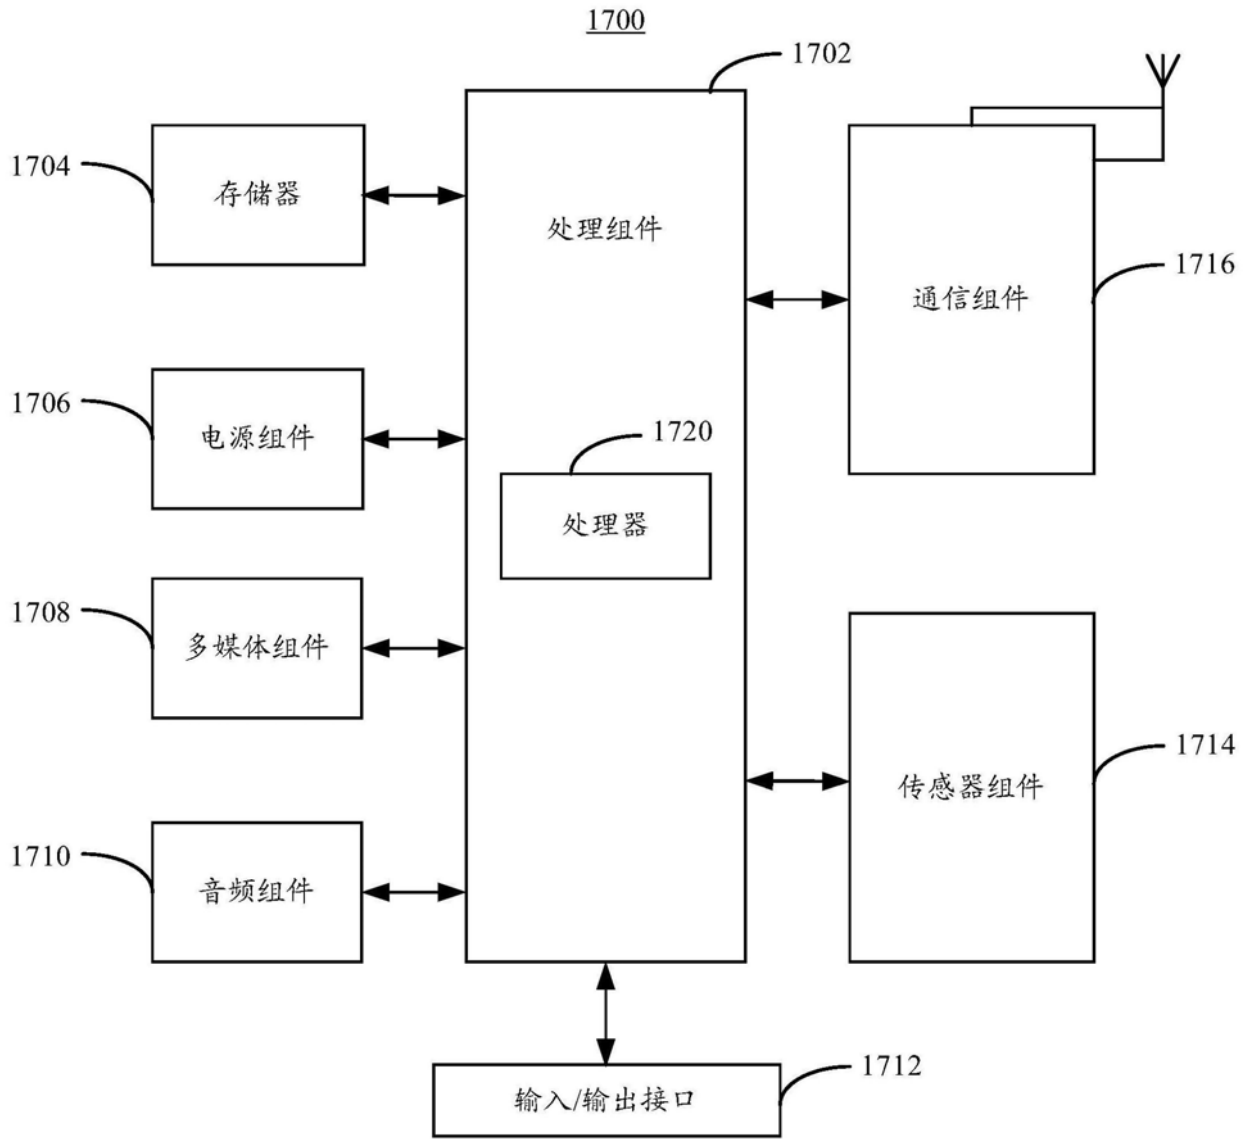 1700
1702
1704
存储器
处理组件
1716
通信组件
1706
电源组件
1720
处理器
1708
多媒体组件
1714
传感器组件
1710
音频组件
1712
输入/输出接口